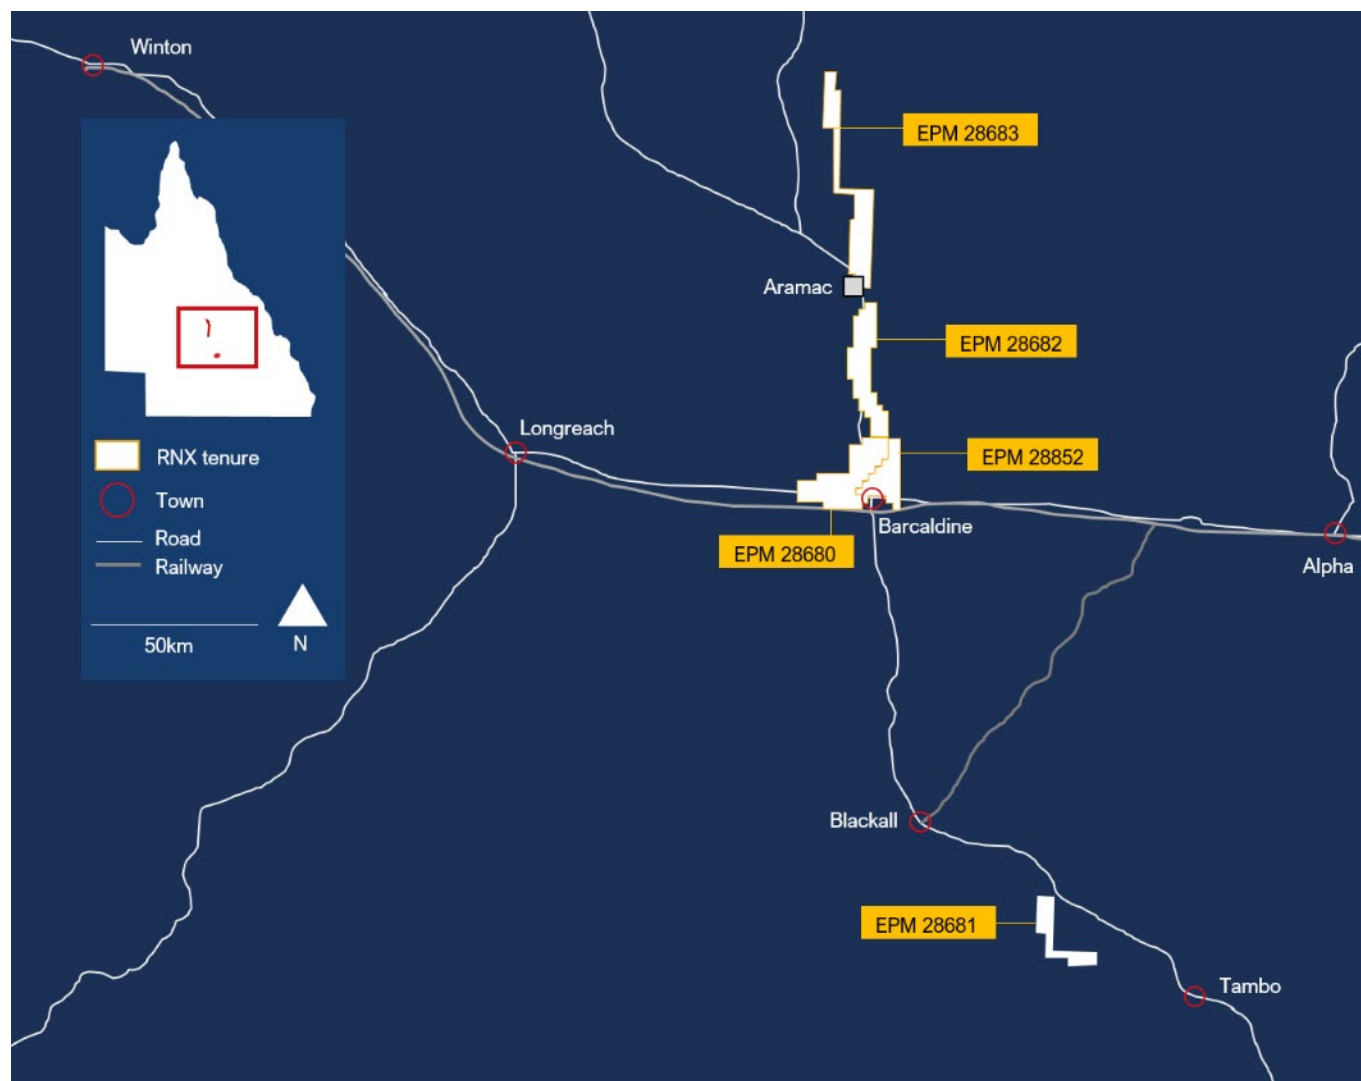 Winton
EPM 28683
Aramac
EPM 28682
Longreach
RNX tenure
EPM 28852
Town
Barcaldine
Road
EPM 28680
Railway
Alpha
50km
N
Blackall
EPM 28681
Tambo